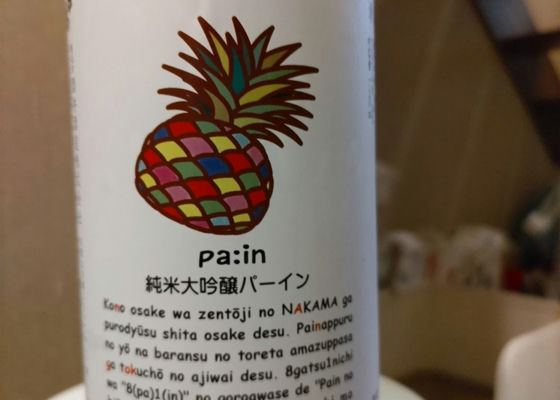 pa:in
純米大吟醸パーイン
Kono osake wa zentōji no NAKAMA ga
purodyūsu shita osake desu. Painappuru
no yō na baransu no toreta amazuppasa
ga tokuchō no ajiwai desu. 8gatsu1nichi
wa "8(pa)1(in)" no goroawase de "Pain no